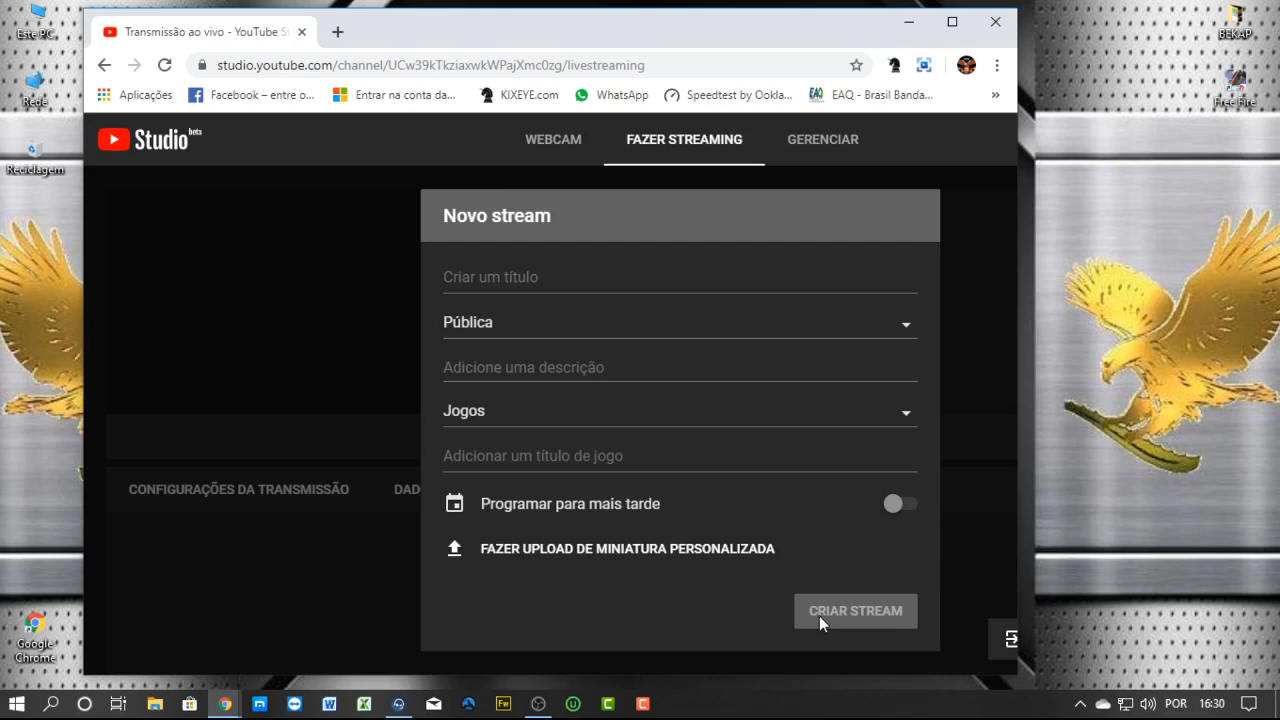 Este PC
Rede
Reciclagem
Google
Chrome
BEKAP
Free Fire
Transmissão ao vivo - YouTube S
studio.youtube.com/channel/UCw39kTkziaxwkWPajXmc0zg/livestreaming
Aplicações
Facebook – entre o...
Entrar na conta da...
KIXEYE.com
WhatsApp
Speedtest by Ookla...
EAQ
EAQ - Brasil Banda...
»
Studio beta
WEBCAM
FAZER STREAMING
GERENCIAR
Novo stream
Criar um título
Pública
Adicione uma descrição
Jogos
Adicionar um título de jogo
Programar para mais tarde
FAZER UPLOAD DE MINIATURA PERSONALIZADA
CRIAR STREAM
CONFIGURAÇÕES DA TRANSMISSÃO
DAD
Fw
POR
16:30